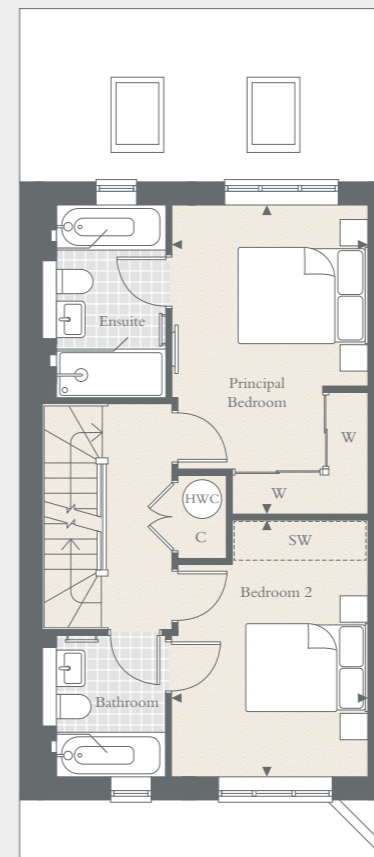 Ensuite
Principal
Bedroom
W
W
HWC
C
SW
Bedroom 2
Bathroom